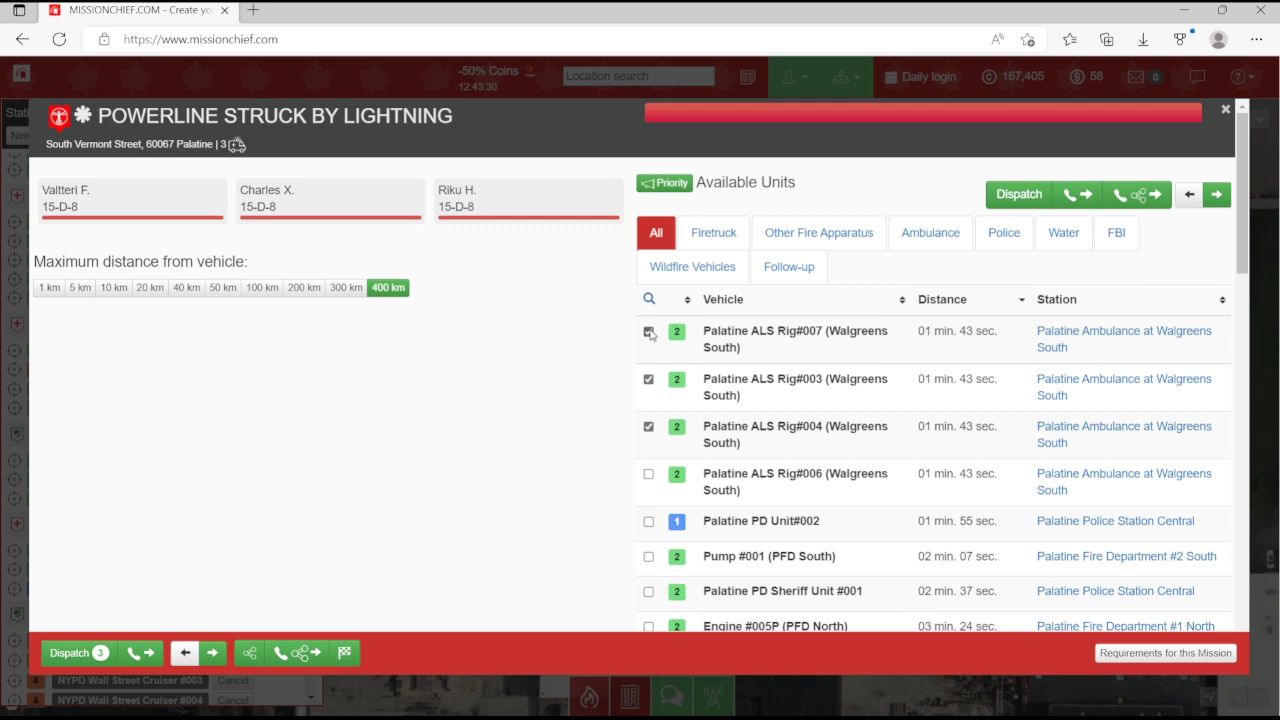 MISSIONCHIEF.COM - Create yo
https://www.missionchief.com
-50% Coins
12:43:30
Location search
Daily login
167,405
58
0
POWERLINE STRUCK BY LIGHTNING
South Vermont Street, 60067 Palatine | 3
Valtteri F.
15-D-8
Charles X.
15-D-8
Riku H.
15-D-8
Maximum distance from vehicle:
1 km 5 km 10 km 20 km 40 km 50 km 100 km 200 km 300 km 400 km
Priority Available Units
Dispatch
All Firetruck Other Fire Apparatus Ambulance Police Water FBI
Wildfire Vehicles Follow-up
Vehicle Distance Station
2 Palatine ALS Rig#007 (Walgreens South) 01 min. 43 sec. Palatine Ambulance at Walgreens South
2 Palatine ALS Rig#003 (Walgreens South) 01 min. 43 sec. Palatine Ambulance at Walgreens South
2 Palatine ALS Rig#004 (Walgreens South) 01 min. 43 sec. Palatine Ambulance at Walgreens South
2 Palatine ALS Rig#006 (Walgreens South) 01 min. 43 sec. Palatine Ambulance at Walgreens South
1 Palatine PD Unit#002 01 min. 55 sec. Palatine Police Station Central
2 Pump #001 (PFD South) 02 min. 07 sec. Palatine Fire Department #2 South
2 Palatine PD Sheriff Unit #001 02 min. 37 sec. Palatine Police Station Central
2 Engine #005P (PFD North) 03 min. 24 sec. Palatine Fire Department #1 North
Dispatch 3
Requirements for this Mission
4 NYPD Wall Street Cruiser #003 Cancel
4 NYPD Wall Street Cruiser #004 Cancel